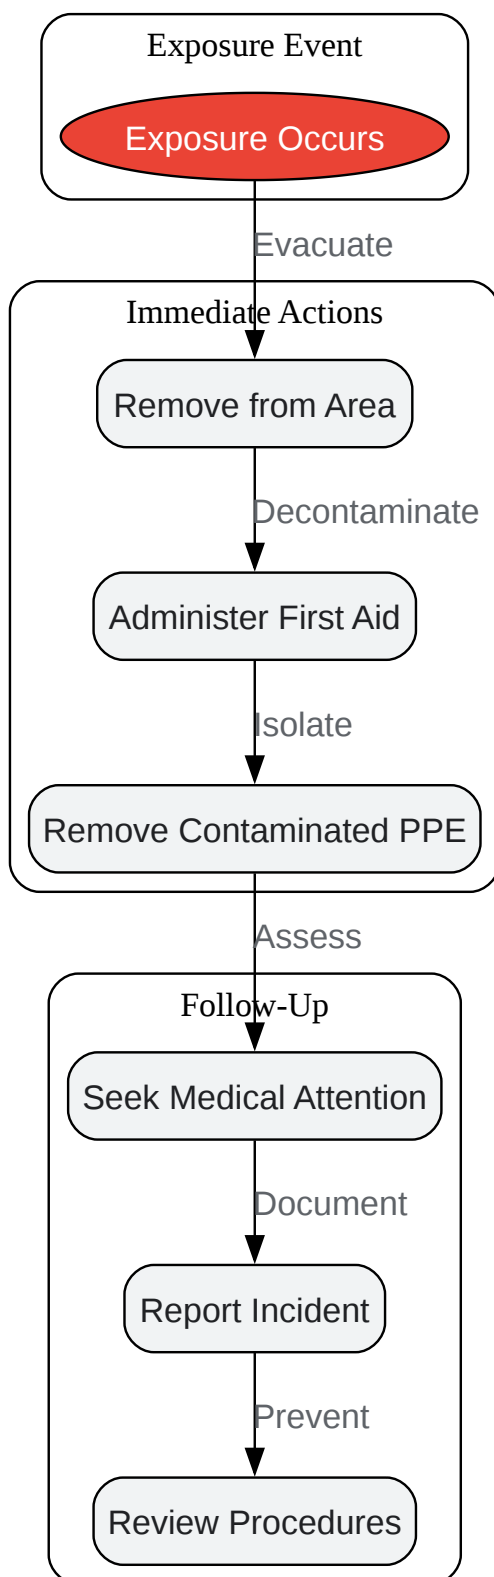 Exposure Event
Exposure Occurs
Evacuate
Immediate Actions
Remove from Area
Decontaminate
Administer First Aid
Isolate
Remove Contaminated PPE
Assess
Follow-Up
Seek Medical Attention
Document
Report Incident
Prevent
Review Procedures